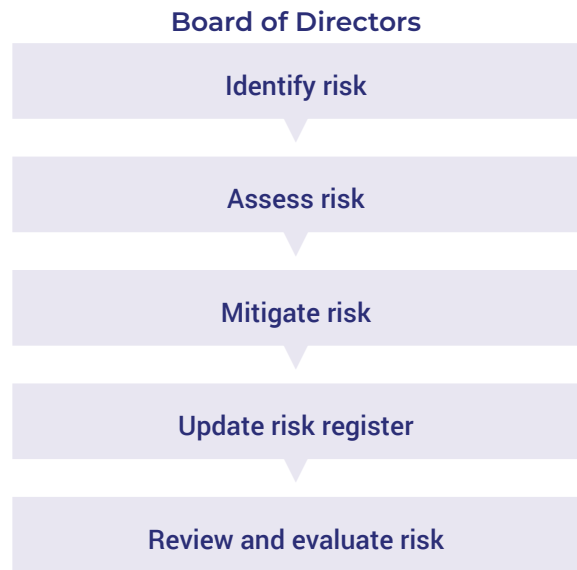 Board of Directors
Identify risk
Assess risk
Mitigate risk
Update risk register
Review and evaluate risk